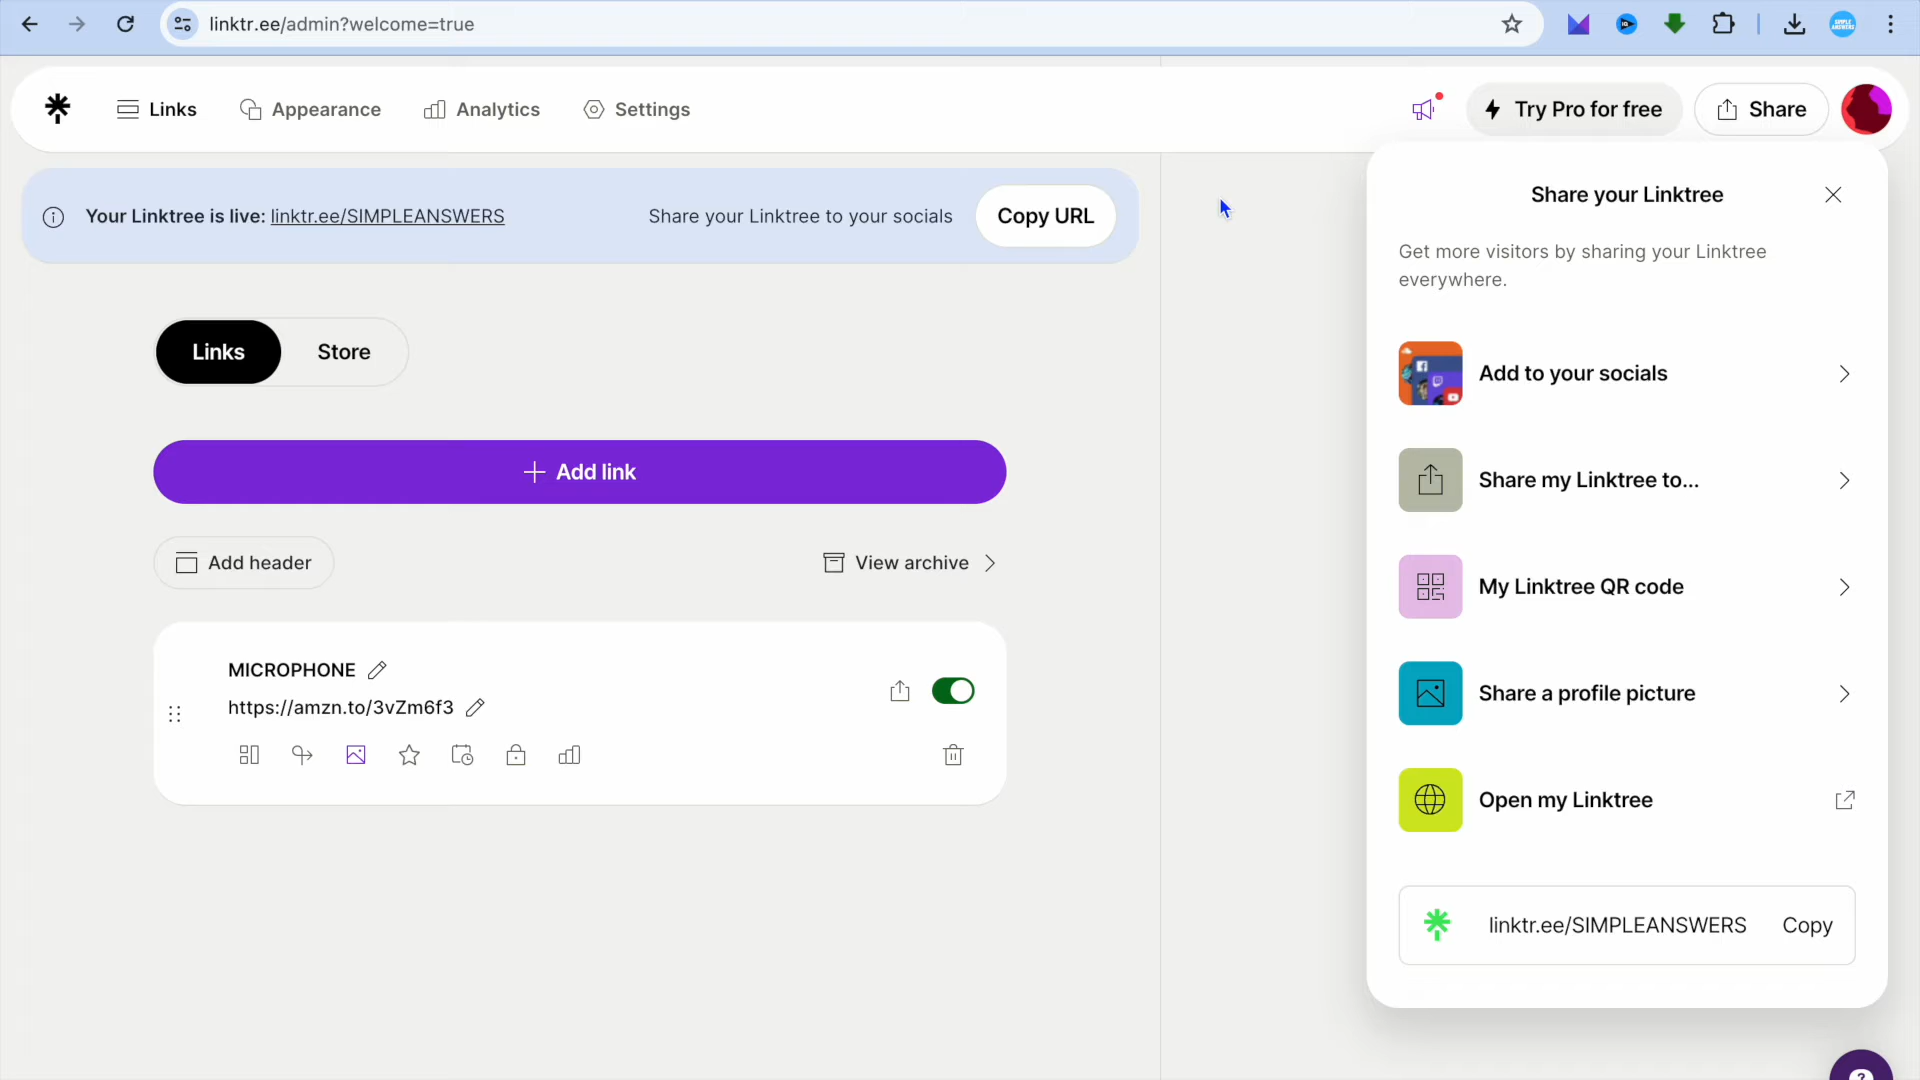 linktr.ee/admin?welcome=true
Links
Appearance
Analytics
Settings
Try Pro for free
Share
Your Linktree is live: linktr.ee/SIMPLEANSWERS
Share your Linktree to your socials
Copy URL
Links
Store
Add link
Add header
View archive
MICROPHONE
https://amzn.to/3vZm6f3
Share your Linktree
Get more visitors by sharing your Linktree
everywhere.
Add to your socials
Share my Linktree to...
My Linktree QR code
Share a profile picture
Open my Linktree
linktr.ee/SIMPLEANSWERS
Copy